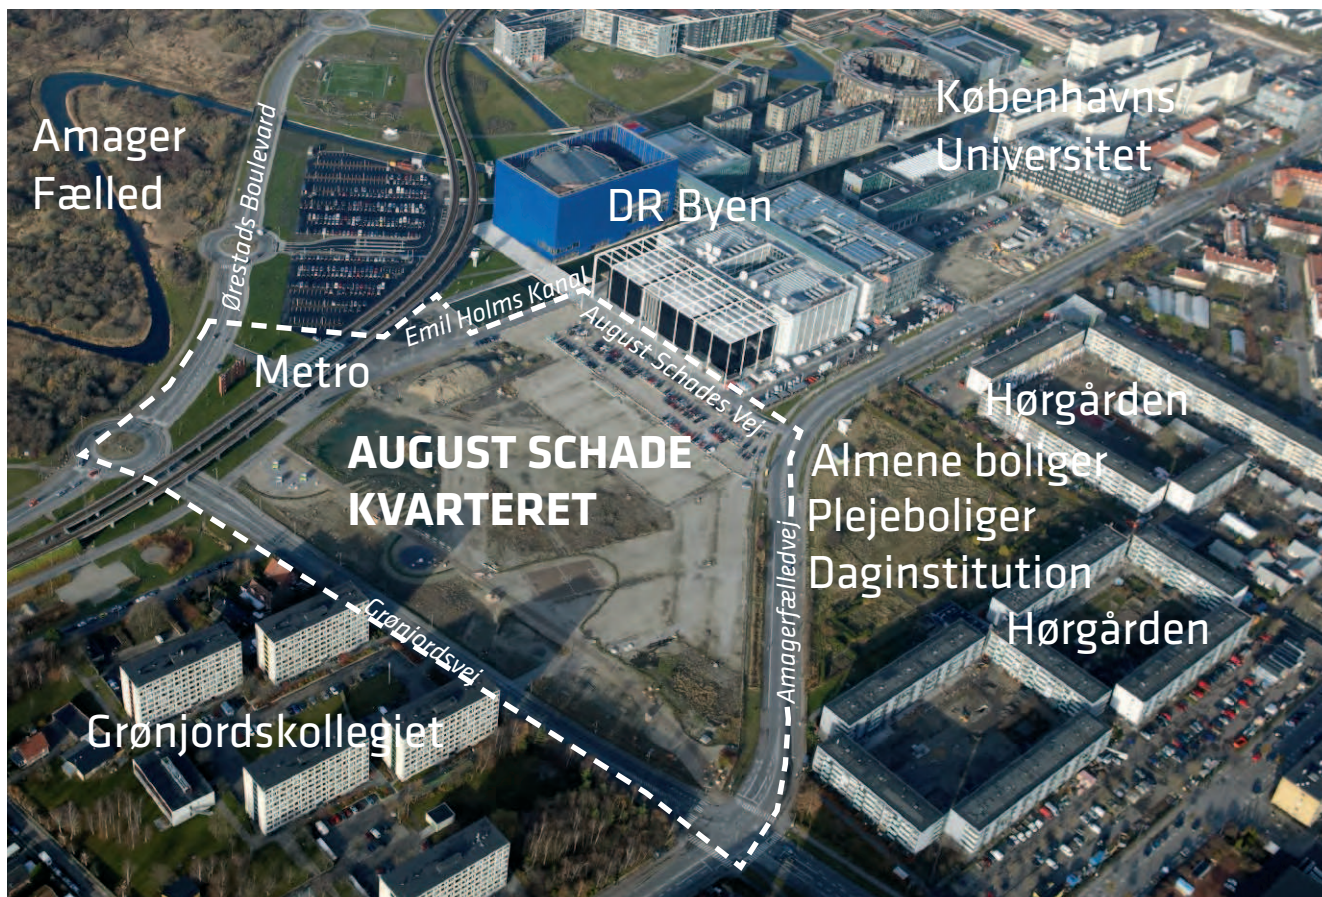 Amager
Fælled
Ørestads Boulevard
Københavns
Universitet
DR Byen
Emil Holms Kanal
August Schades Vej
Metro
AUGUST SCHADE
KVARTERET
Hørgården
Almene boliger
Plejeboliger
Daginstitution
Hørgården
Amagerfælledvej
Grønjordsvej
Grønjordskollegiet